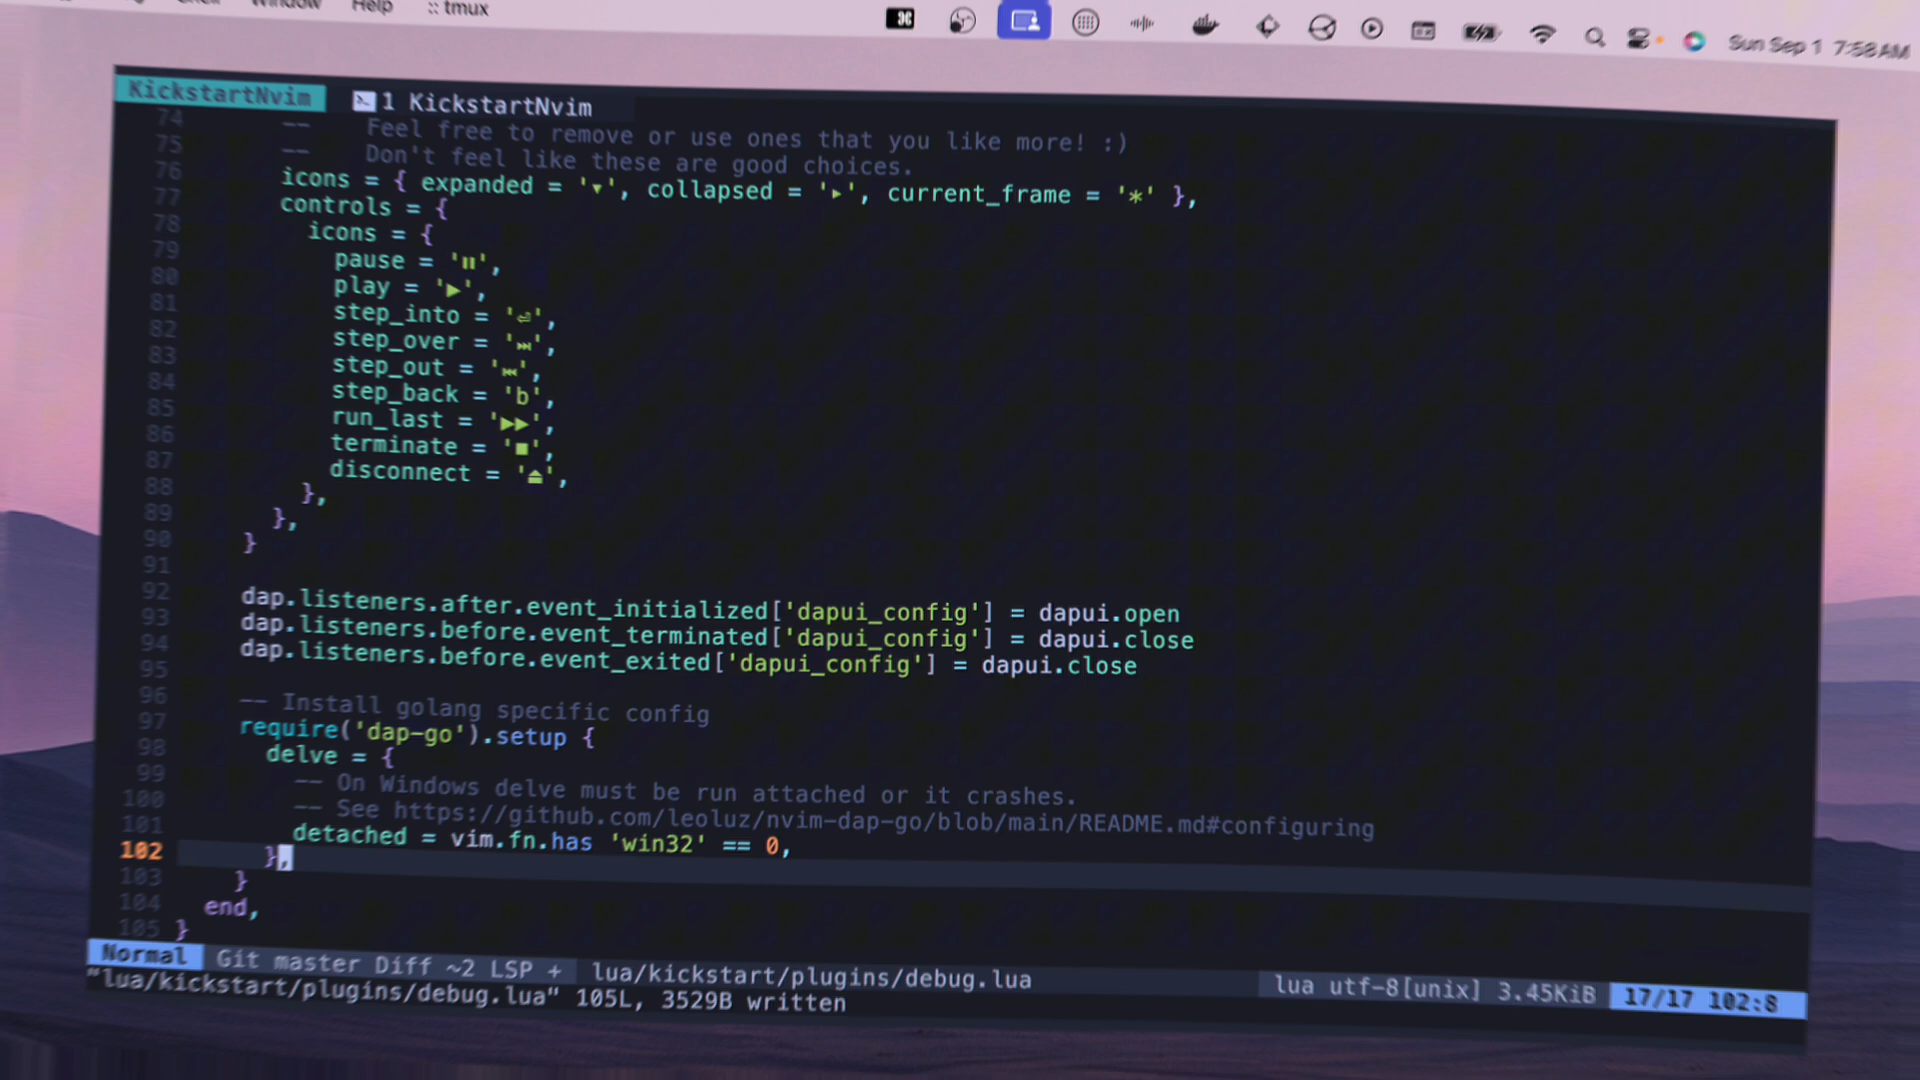 Window Help tmux Sun Sep 1 7:58 AM
KickstartNvim 1 KickstartNvim
74 -- Feel free to remove or use ones that you like more! :)
75 -- Don't feel like these are good choices.
76 icons = { expanded = '▾', collapsed = '▸', current_frame = '*' },
77 controls = {
78 icons = {
79 pause = '⏸',
80 play = '▶',
81 step_into = '⏎',
82 step_over = '⏭',
83 step_out = '⏮',
84 step_back = 'b',
85 run_last = '▶▶',
86 terminate = '⏹',
87 disconnect = '⏏',
88 },
89 },
90 }
91
92 dap.listeners.after.event_initialized['dapui_config'] = dapui.open
93 dap.listeners.before.event_terminated['dapui_config'] = dapui.close
94 dap.listeners.before.event_exited['dapui_config'] = dapui.close
95
96 -- Install golang specific config
97 require('dap-go').setup {
98 delve = {
99 -- On Windows delve must be run attached or it crashes.
100 -- See https://github.com/leoluz/nvim-dap-go/blob/main/README.md#configuring
101 detached = vim.fn.has 'win32' == 0,
102 },
103 }
104 end,
105 }
Normal Git master Diff ~2 LSP + lua/kickstart/plugins/debug.lua lua utf-8[unix] 3.45KiB 17/17 102:8
"lua/kickstart/plugins/debug.lua" 105L, 3529B written